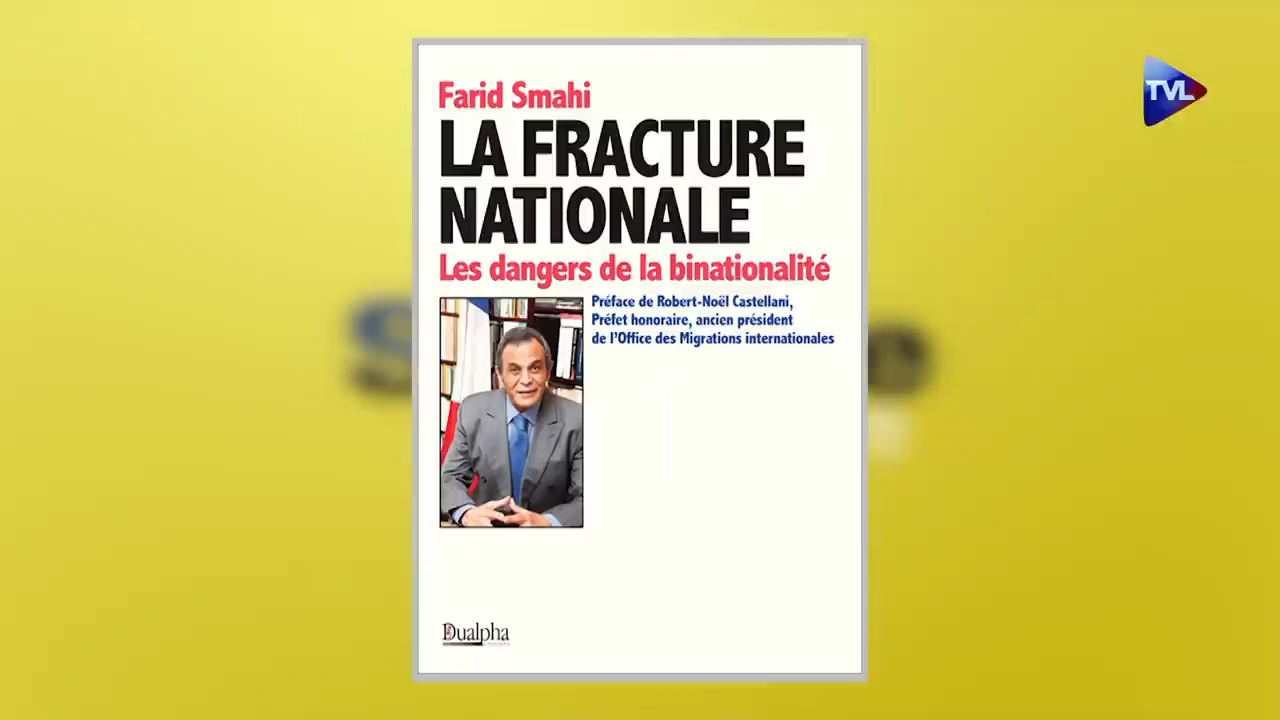 TVL
Farid Smahi
LA FRACTURE
NATIONALE
Les dangers de la binationalité
Préface de Robert-Noël Castellani,
Préfet honoraire, ancien président
de l'Office des Migrations internationales
Dualpha